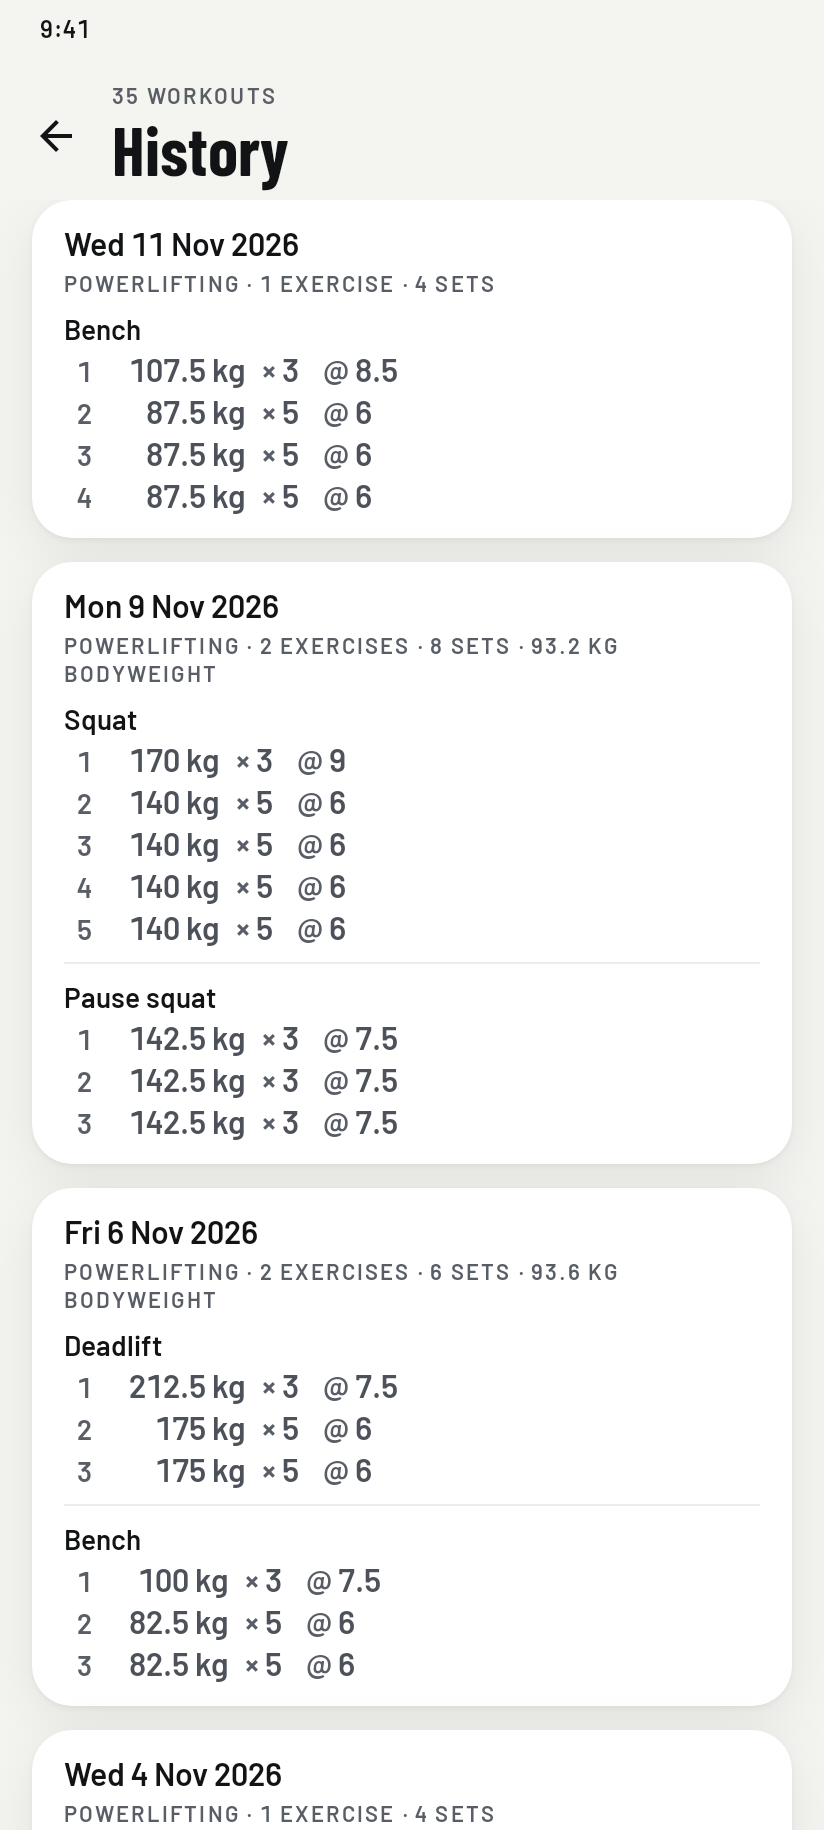 9:41
35 WORKOUTS
History
Wed 11 Nov 2026
POWERLIFTING · 1 EXERCISE · 4 SETS
Bench
1 107.5 kg × 3 @ 8.5
2 87.5 kg × 5 @ 6
3 87.5 kg × 5 @ 6
4 87.5 kg × 5 @ 6
Mon 9 Nov 2026
POWERLIFTING · 2 EXERCISES · 8 SETS · 93.2 KG
BODYWEIGHT
Squat
1 170 kg × 3 @ 9
2 140 kg × 5 @ 6
3 140 kg × 5 @ 6
4 140 kg × 5 @ 6
5 140 kg × 5 @ 6
Pause squat
1 142.5 kg × 3 @ 7.5
2 142.5 kg × 3 @ 7.5
3 142.5 kg × 3 @ 7.5
Fri 6 Nov 2026
POWERLIFTING · 2 EXERCISES · 6 SETS · 93.6 KG
BODYWEIGHT
Deadlift
1 212.5 kg × 3 @ 7.5
2 175 kg × 5 @ 6
3 175 kg × 5 @ 6
Bench
1 100 kg × 3 @ 7.5
2 82.5 kg × 5 @ 6
3 82.5 kg × 5 @ 6
Wed 4 Nov 2026
POWERLIFTING · 1 EXERCISE · 4 SETS